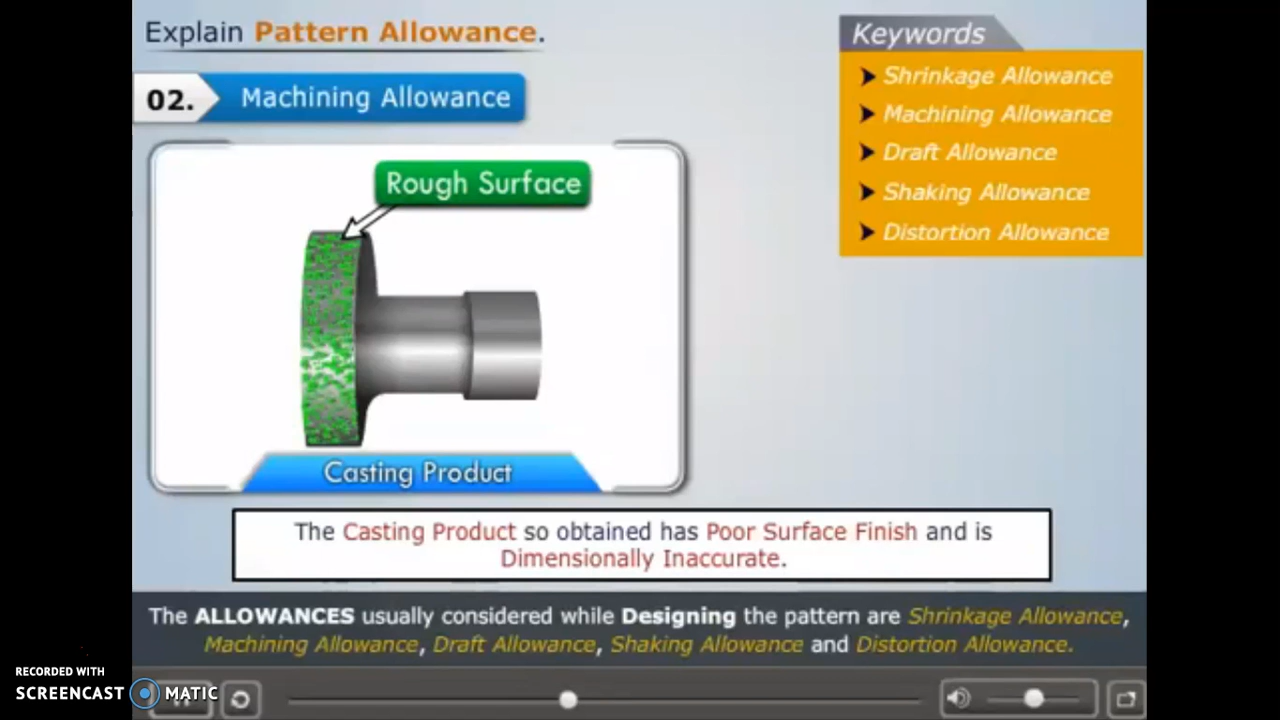 Explain Pattern Allowance.
Keywords
Shrinkage Allowance
Machining Allowance
Draft Allowance
Shaking Allowance
Distortion Allowance
02. Machining Allowance
Rough Surface
Casting Product
The Casting Product so obtained has Poor Surface Finish and is
Dimensionally Inaccurate.
The ALLOWANCES usually considered while Designing the pattern are Shrinkage Allowance,
Machining Allowance, Draft Allowance, Shaking Allowance and Distortion Allowance.
RECORDED WITH
SCREENCAST MATIC